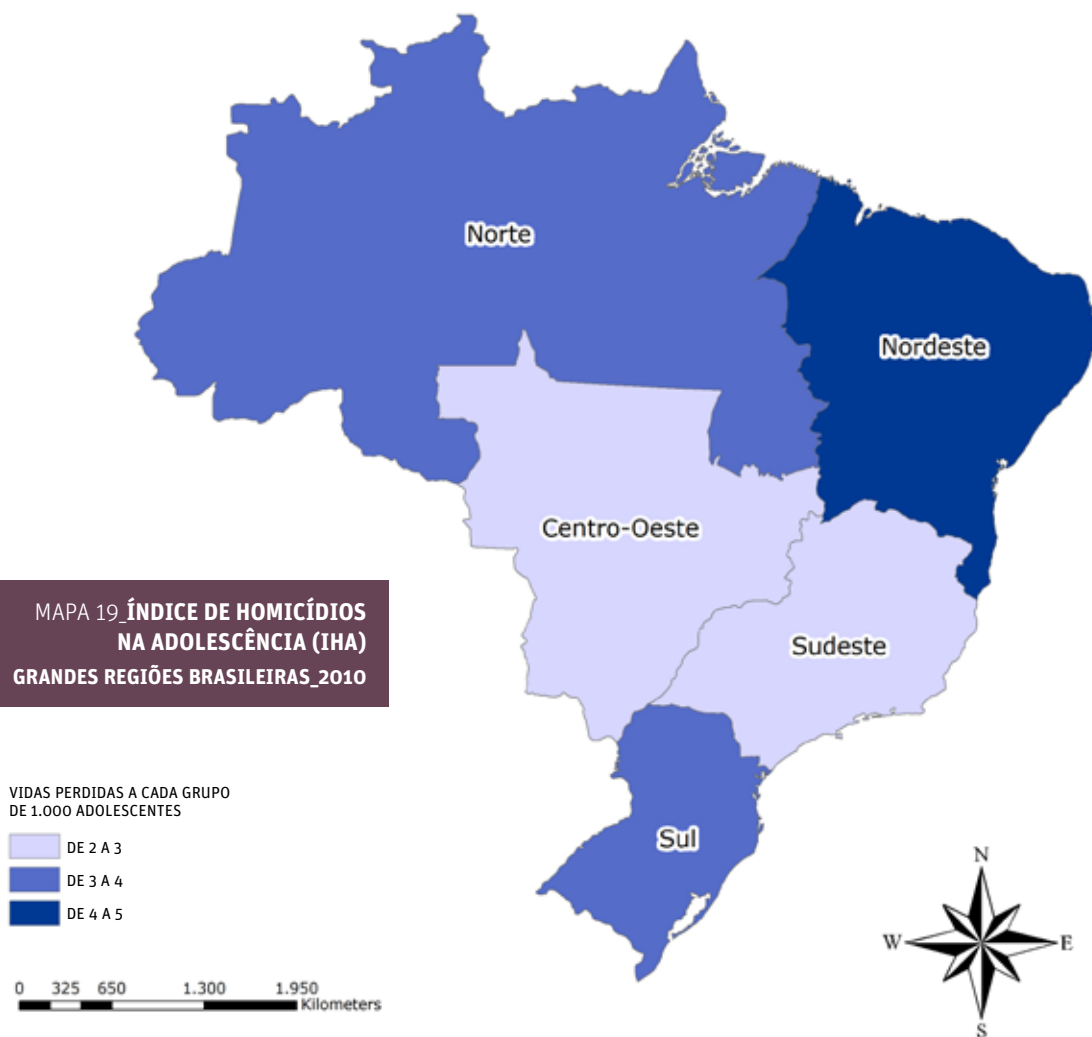 Norte
Nordeste
Centro-Oeste
Sudeste
Sul
MAPA 19_ÍNDICE DE HOMICÍDIOS
NA ADOLESCÊNCIA (IHA)
GRANDES REGIÕES BRASILEIRAS_2010
VIDAS PERDIDAS A CADA GRUPO
DE 1.000 ADOLESCENTES
DE 2 A 3
DE 3 A 4
DE 4 A 5
0 325 650 1.300 1.950
Kilometers
N
W E
S